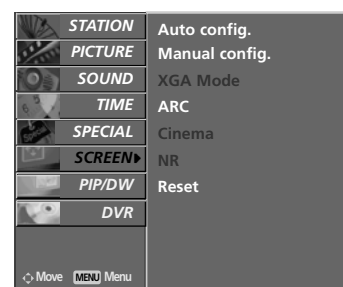 STATION
PICTURE
SOUND
TIME
SPECIAL
SCREEN
PIP/DW
DVR
Move MENU Menu
Auto config.
Manual config.
XGA Mode
ARC
Cinema
NR
Reset